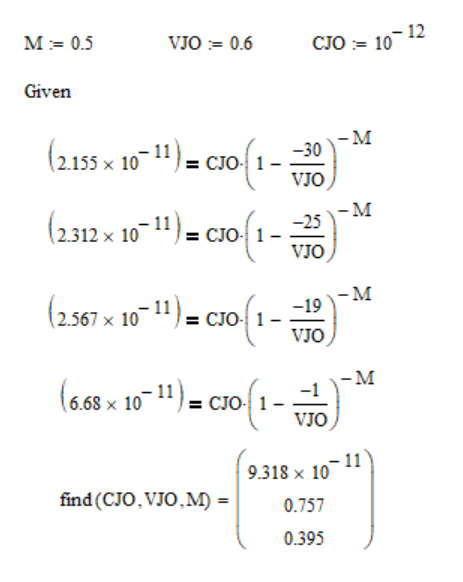 M := 0.5 VJO := 0.6 CJO := 10^-12
Given
(2.155 × 10^-11) = CJO·(1 - -30/VJO)^-M
(2.312 × 10^-11) = CJO·(1 - -25/VJO)^-M
(2.567 × 10^-11) = CJO·(1 - -19/VJO)^-M
(6.68 × 10^-11) = CJO·(1 - -1/VJO)^-M
find(CJO,VJO,M) = (9.318 × 10^-11
0.757
0.395)